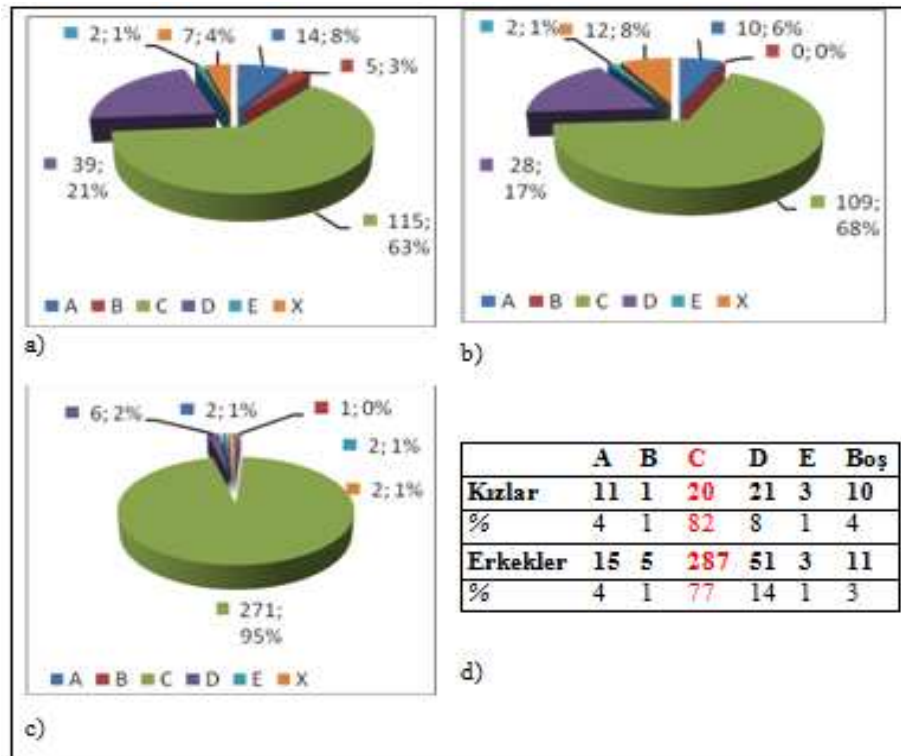 2; 1%
7; 4%
14; 8%
5; 3%
39;
21%
115;
63%
A B C D E X
a)
2; 1%
12; 8%
10; 6%
0; 0%
28;
17%
109;
68%
A B C D E X
b)
6; 2%
2; 1%
1; 0%
2; 1%
2; 1%
271;
95%
A B C D E X
c)
A B C D E Boş
Kızlar 11 1 20 21 3 10
% 4 1 82 8 1 4
Erkekler 15 5 287 51 3 11
% 4 1 77 14 1 3
d)